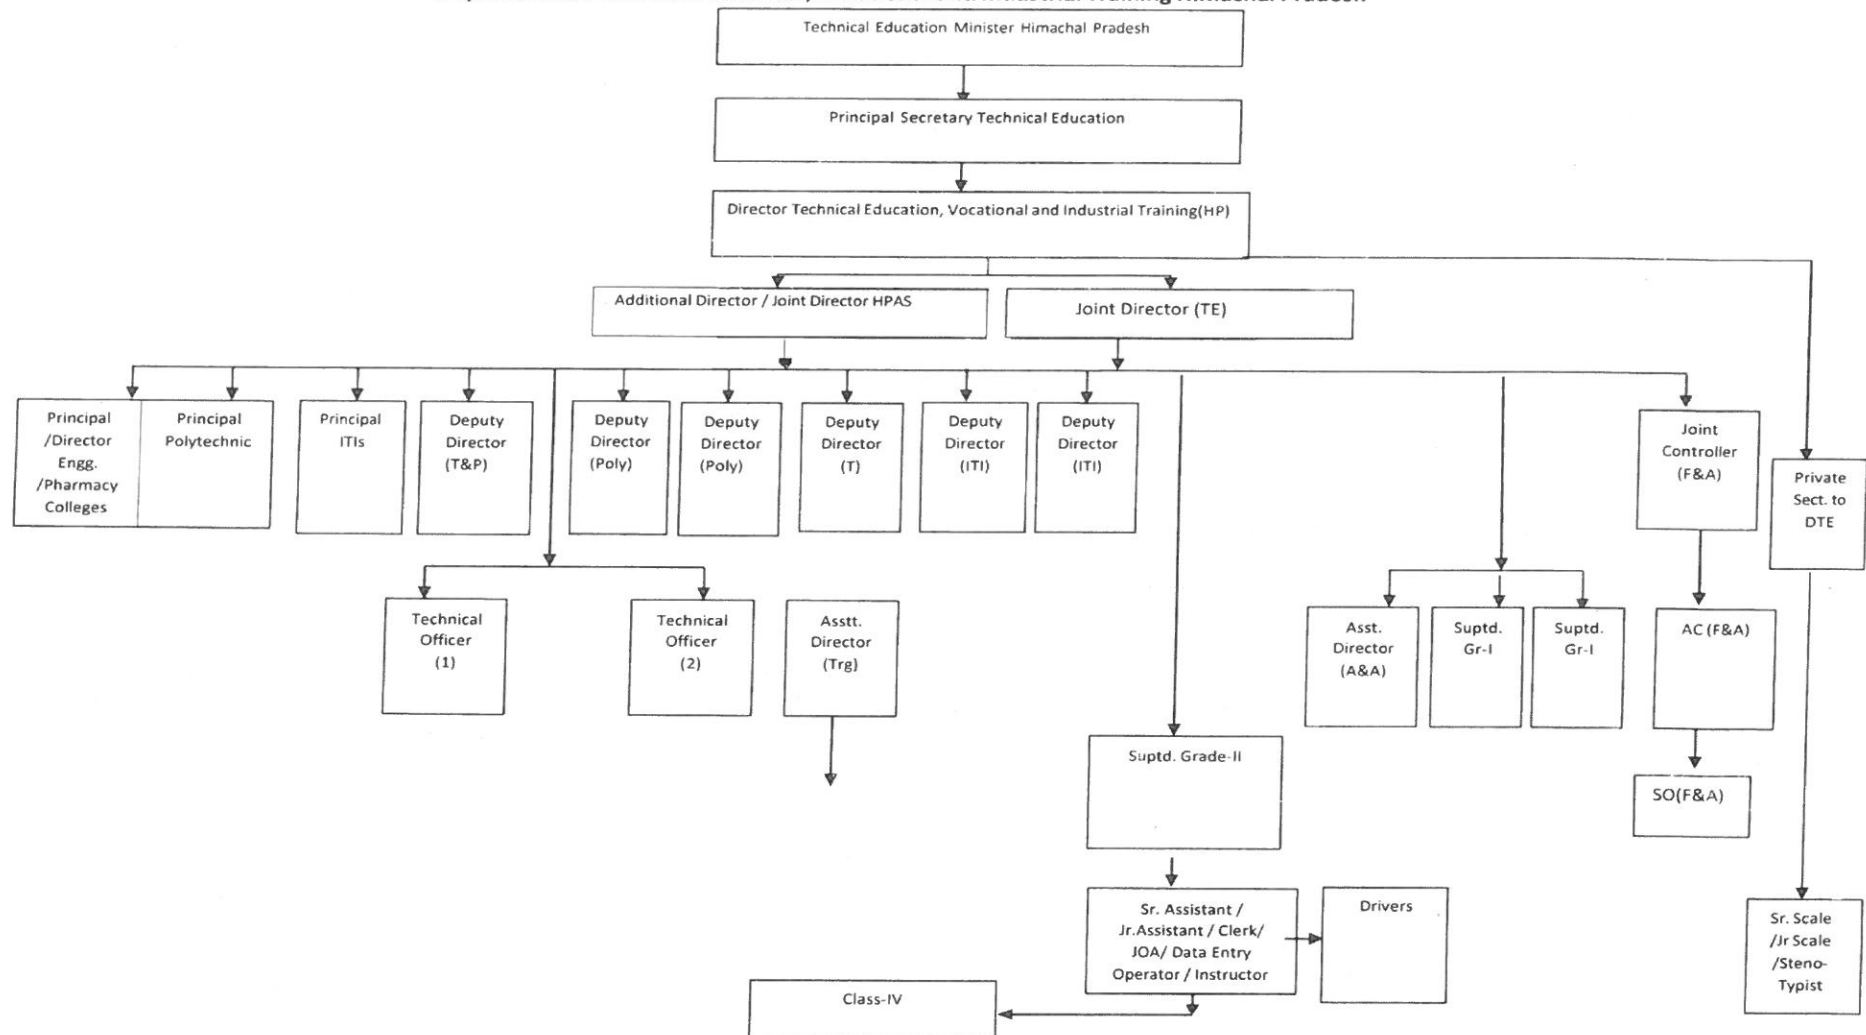 Industrial Training Himachal Pradesh
Technical Education Minister Himachal Pradesh
Principal Secretary Technical Education
Director Technical Education, Vocational and Industrial Training(HP)
Additional Director / Joint Director HPAS
Joint Director (TE)
Principal
/Director
Engg.
/Pharmacy
Colleges
Principal
Polytechnic
Principal
ITIs
Deputy
Director
(T&P)
Deputy
Director
(Poly)
Deputy
Director
(Poly)
Deputy
Director
(T)
Deputy
Director
(ITI)
Deputy
Director
(ITI)
Joint
Controller
(F&A)
Private
Sect. to
DTE
Technical
Officer
(1)
Technical
Officer
(2)
Asstt.
Director
(Trg)
Asst.
Director
(A&A)
Suptd.
Gr-I
Suptd.
Gr-I
AC (F&A)
Suptd. Grade-II
SO(F&A)
Sr. Assistant /
Jr.Assistant / Clerk/
JOA/ Data Entry
Operator / Instructor
Drivers
Sr. Scale
/Jr Scale
/Steno-
Typist
Class-IV